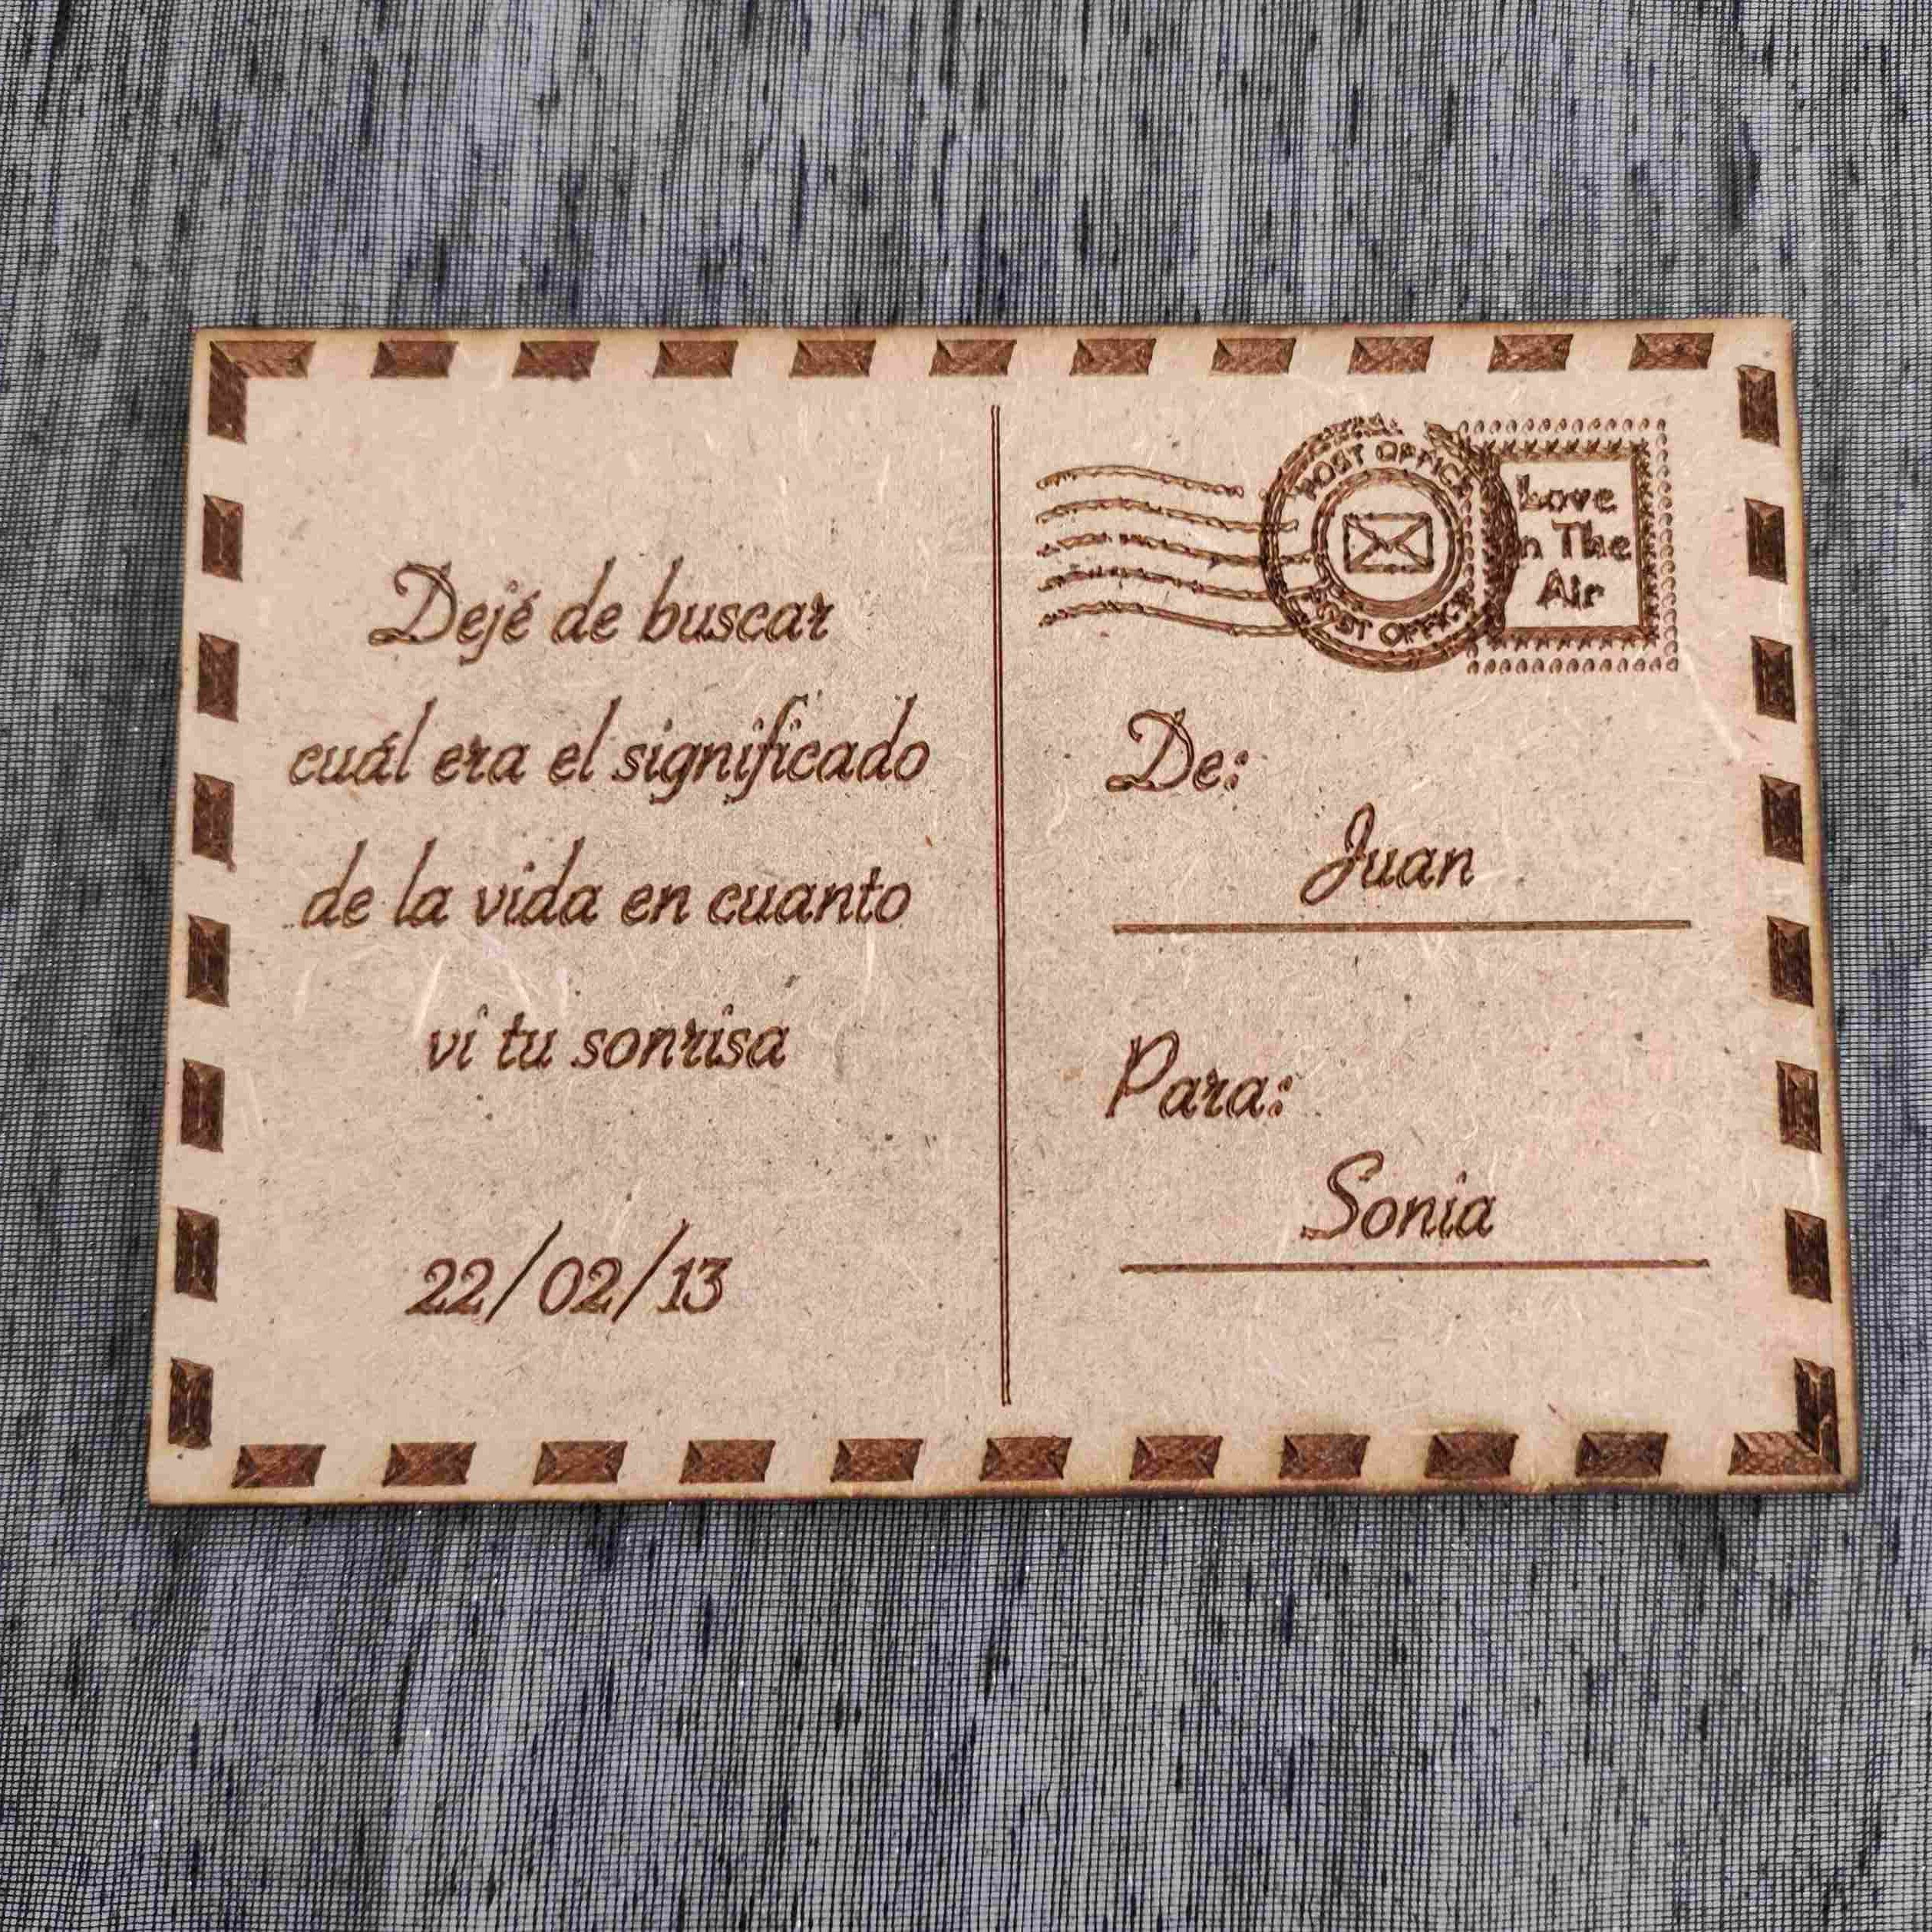 Dejé de buscar
cuál era el significado
de la vida en cuanto
vi tu sonrisa
22/02/13
POST OFFICE
POST OFFICE
Love
n The
Air
De:
Juan
Para:
Sonia